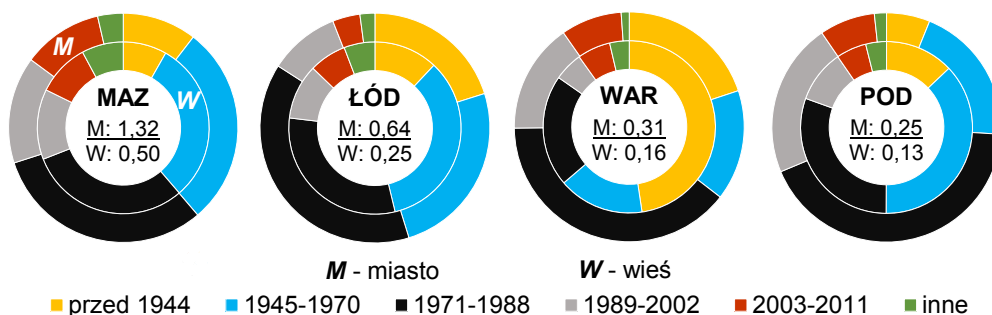 MAZ
M: 1,32
W: 0,50
M
W
ŁÓD
M: 0,64
W: 0,25
WAR
M: 0,31
W: 0,16
POD
M: 0,25
W: 0,13
M - miasto W - wieś
przed 1944 1945-1970 1971-1988 1989-2002 2003-2011 inne